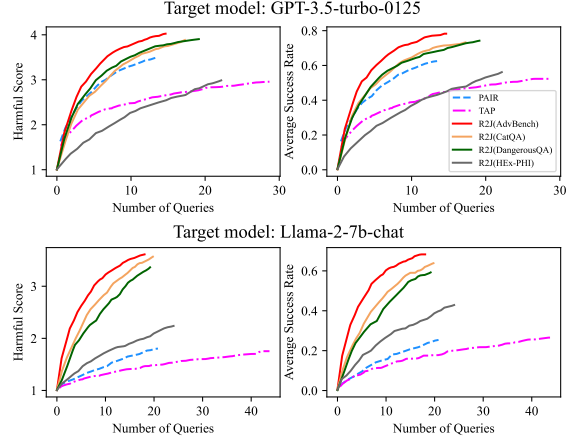 Target model: GPT-3.5-turbo-0125
Harmful Score
4
3
2
1
0
10
20
30
Number of Queries
Average Success Rate
0.8
0.6
0.4
0.2
0.0
0
10
20
30
Number of Queries
PAIR
TAP
R2J(AdvBench)
R2J(CatQA)
R2J(DangerousQA)
R2J(HEx-PHI)
Target model: Llama-2-7b-chat
Harmful Score
3
2
1
0
10
20
30
40
Number of Queries
Average Success Rate
0.6
0.4
0.2
0.0
0
10
20
30
40
Number of Queries